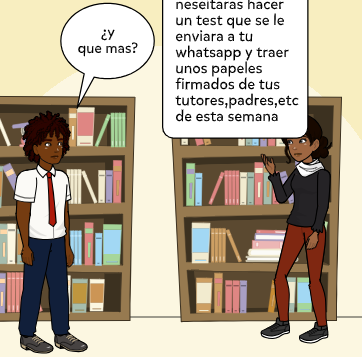 ¿y
que mas?
neseitaras hacer
un test que se le
enviara a tu
whatsapp y traer
unos papeles
firmados de tus
tutores,padres,etc
de esta semana